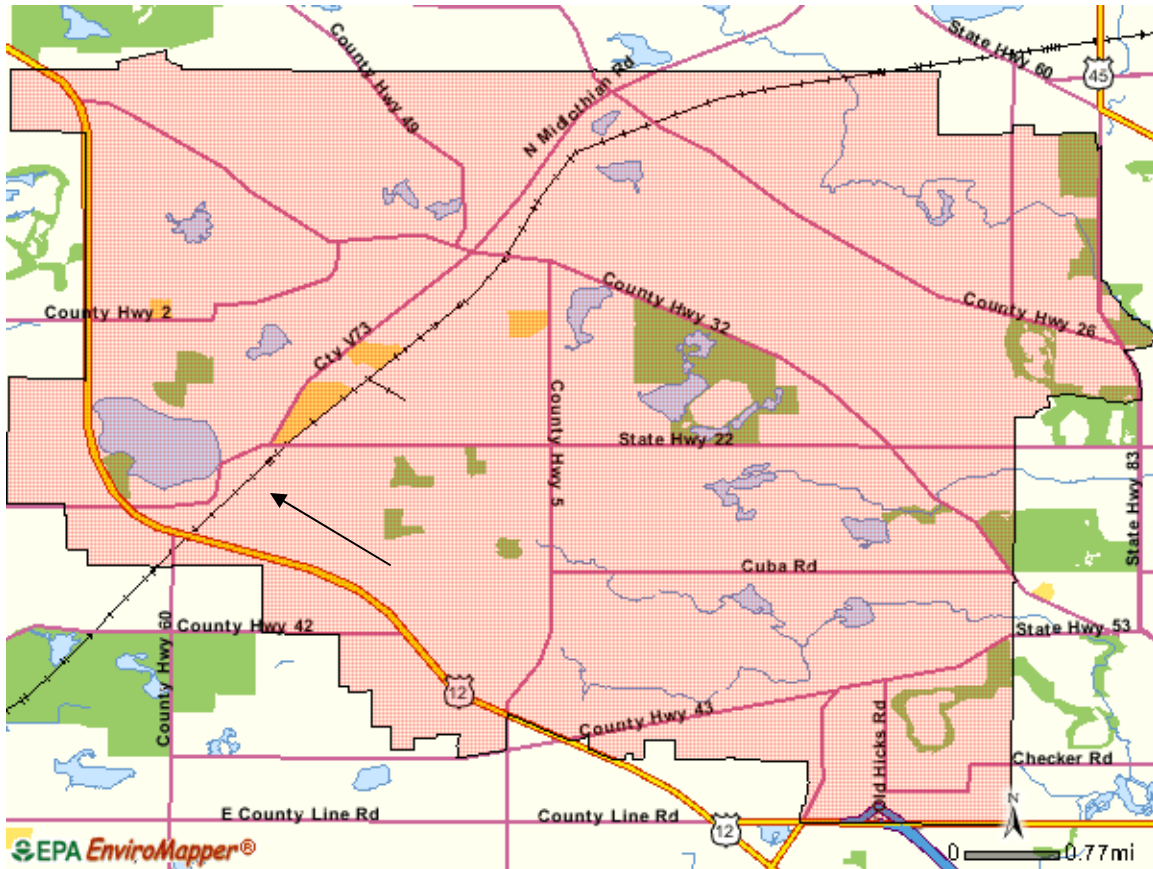 County Hwy 49
N Midlothian Rd
State Hwy 60
45
County Hwy 2
Cty V73
County Hwy 32
County Hwy 26
County Hwy 5
State Hwy 22
State Hwy 83
Cuba Rd
County Hwy 60
County Hwy 42
State Hwy 53
12
County Hwy 43
Old Hicks Rd
Checker Rd
E County Line Rd
County Line Rd
12
N
EPA EnviroMapper®
0 0.77mi